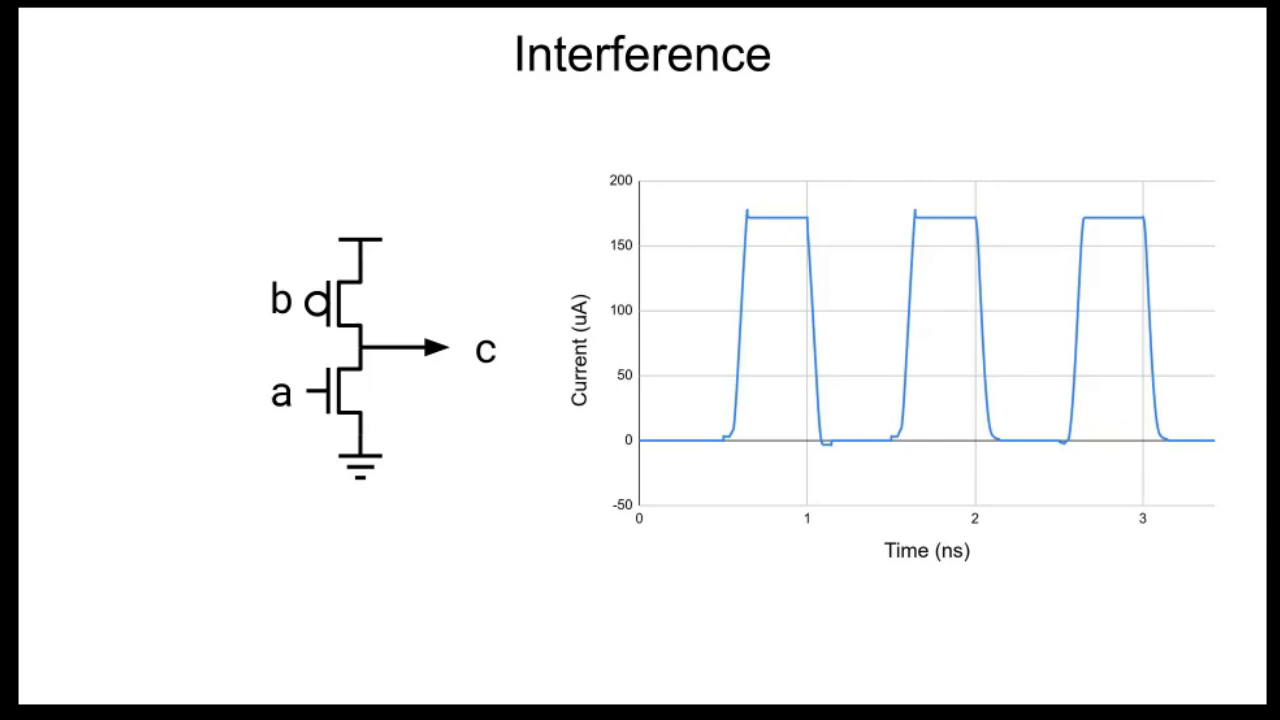 Interference
b
a
c
Current (uA)
200
150
100
50
0
-50
0 1 2 3
Time (ns)